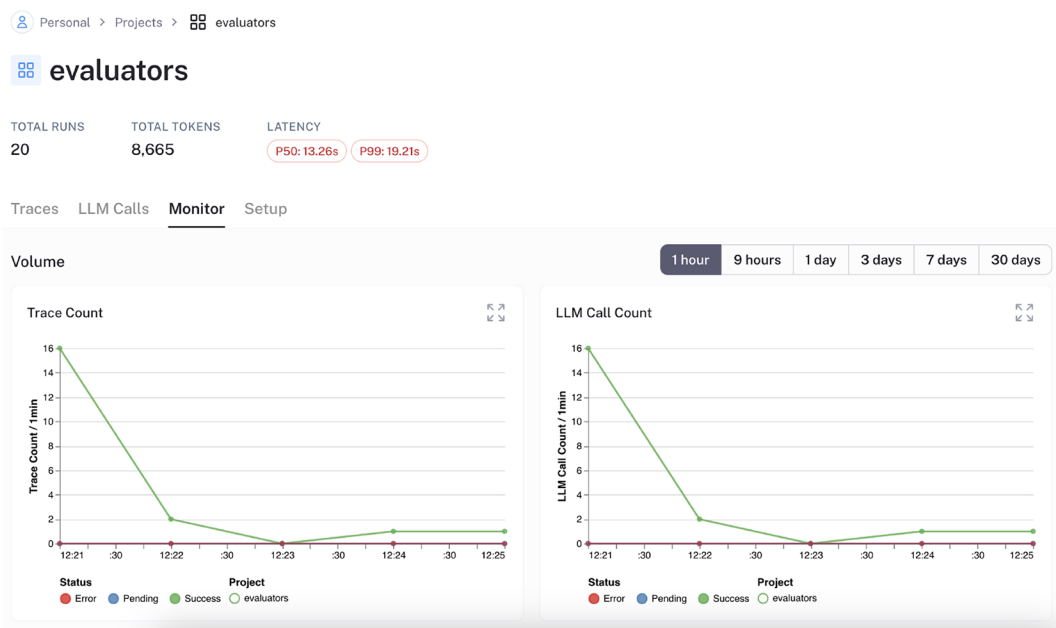 Personal > Projects > evaluators
evaluators
TOTAL RUNS TOTAL TOKENS LATENCY
20 8,665 P50: 13.26s P99: 19.21s
Traces LLM Calls Monitor Setup
Volume 1 hour 9 hours 1 day 3 days 7 days 30 days
Trace Count
16
14
12
10
8
6
4
2
0
Trace Count / 1min
12:21 :30 12:22 :30 12:23 :30 12:24 :30 12:25
Status Project
Error Pending Success evaluators
LLM Call Count
16
14
12
10
8
6
4
2
0
LLM Call Count / 1min
12:21 :30 12:22 :30 12:23 :30 12:24 :30 12:25
Status Project
Error Pending Success evaluators